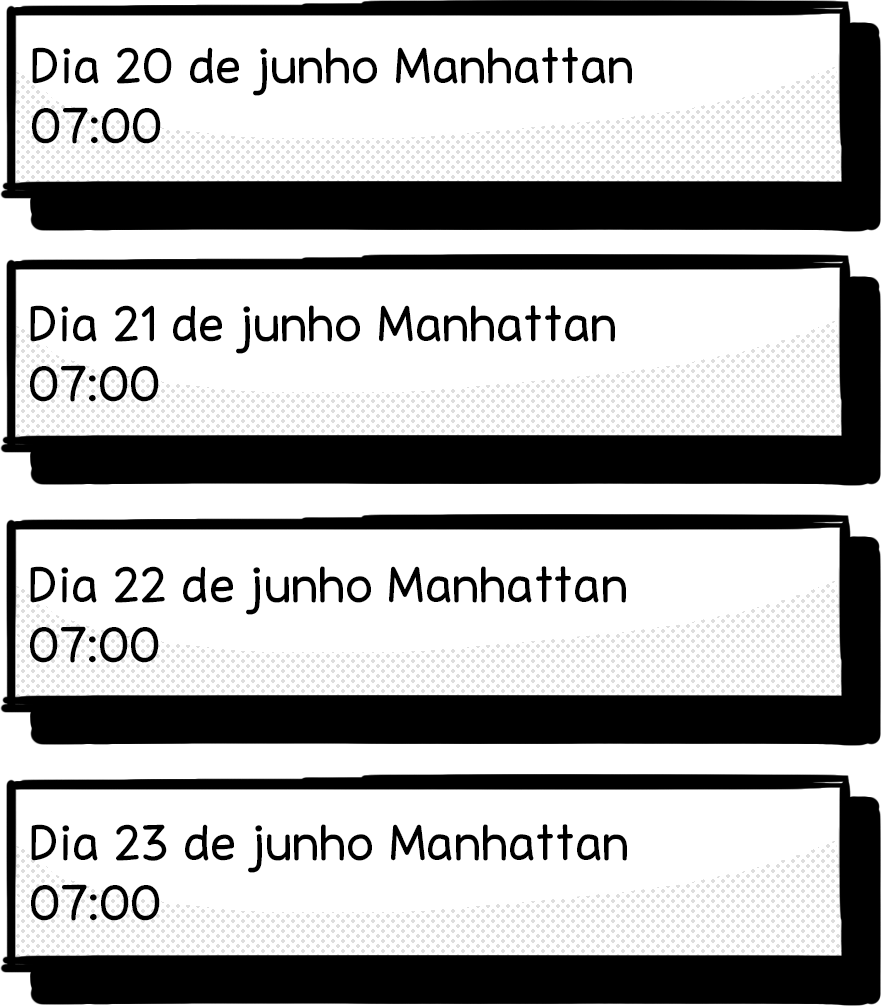 Dia 20 de junho Manhattan
07:00
Dia 21 de junho Manhattan
07:00
Dia 22 de junho Manhattan
07:00
Dia 23 de junho Manhattan
07:00